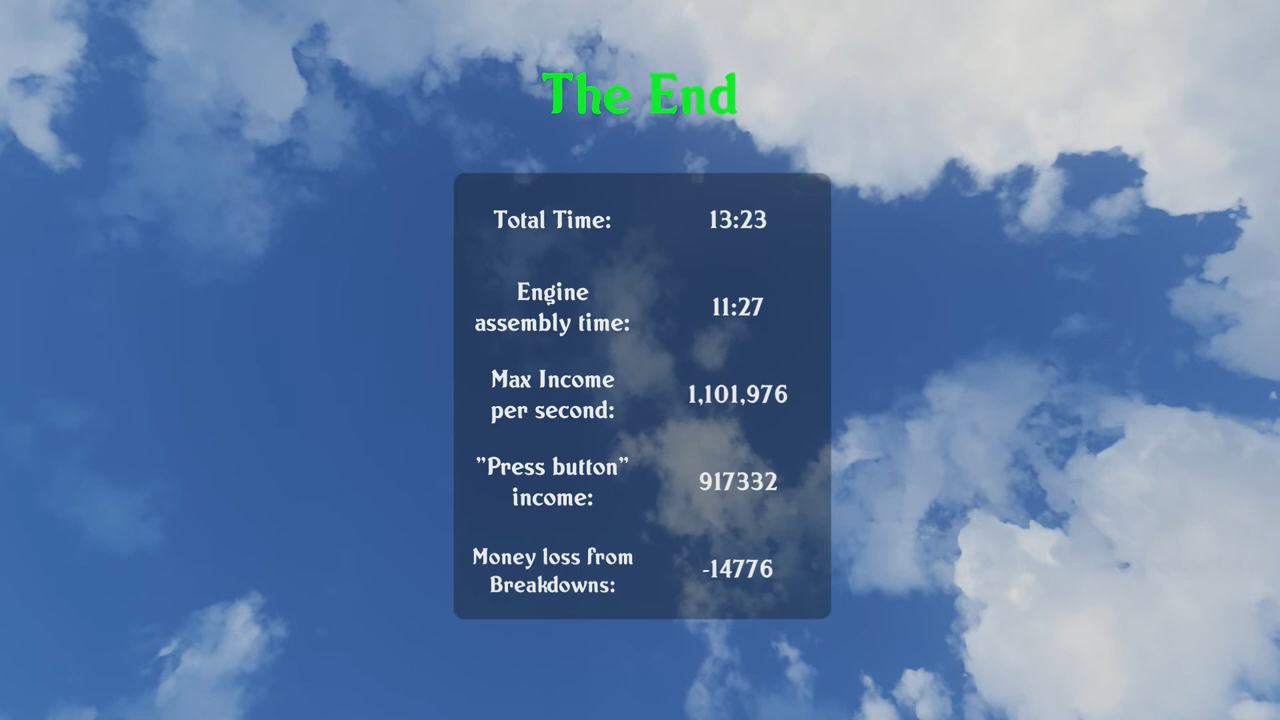 The End
Total Time: 13:23
Engine
assembly time: 11:27
Max Income
per second: 1,101,976
"Press button"
income: 917332
Money loss from
Breakdowns: -14776